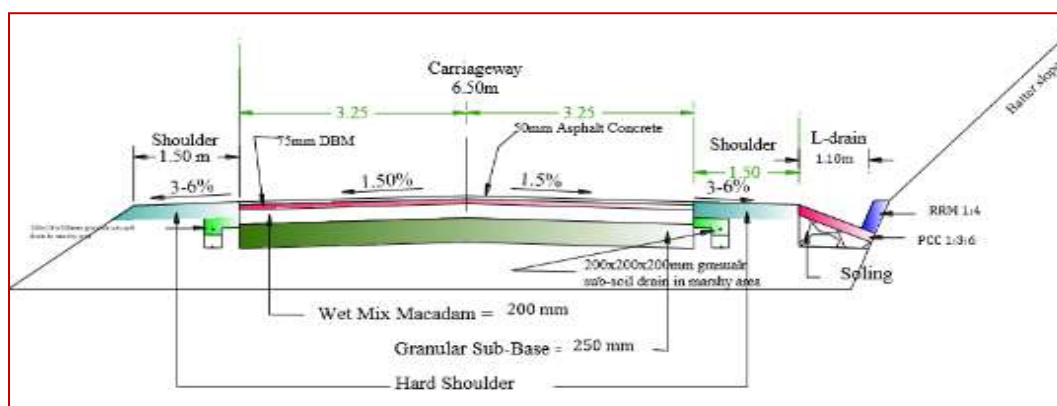 Carriageway
6.50m
3.25
3.25
Batter slope
Shoulder
1.50 m
75mm DBM
50mm Asphalt Concrete
Shoulder
1.50
L-drain
1.10m
3-6%
1.50%
1.5%
3-6%
RRM 1:4
PCC 1:3:6
Soling
200x200x200mm granualr
sub-soil drain in marshy area
Wet Mix Macadam = 200 mm
Granular Sub-Base = 250 mm
Hard Shoulder